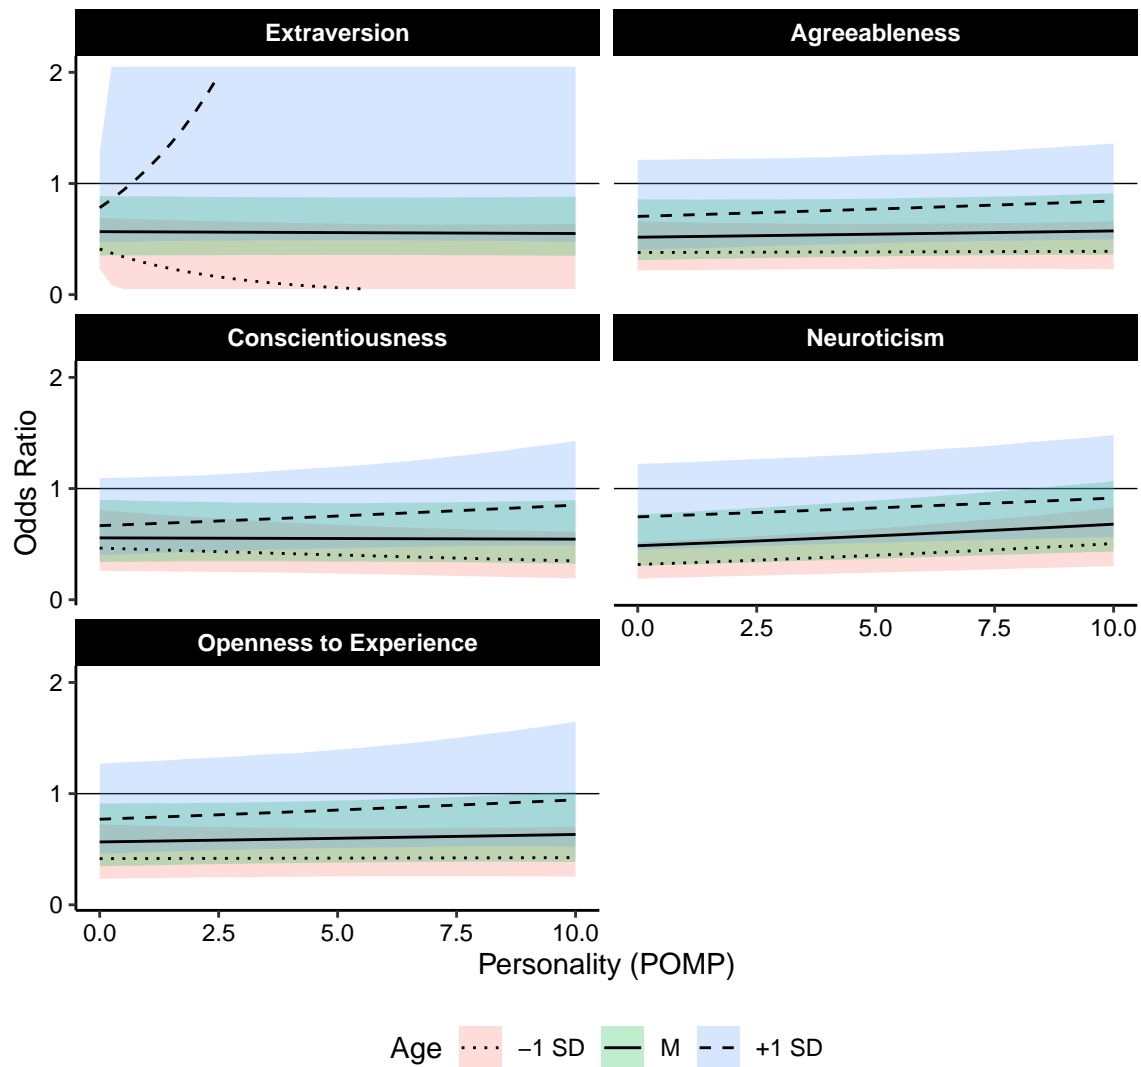 Extraversion
Agreeableness
2
1
0
Conscientiousness
Neuroticism
2
1
0
0.0 2.5 5.0 7.5 10.0
Openness to Experience
2
1
0
0.0 2.5 5.0 7.5 10.0
Odds Ratio
Personality (POMP)
Age −1 SD M +1 SD